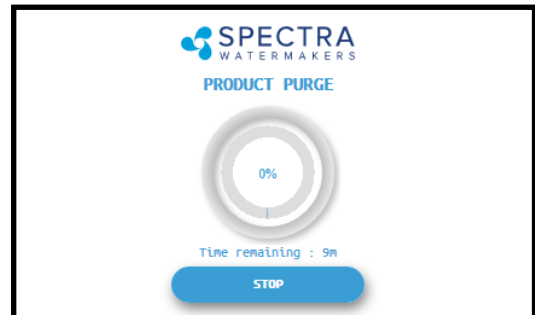 SPECTRA
WATERMAKERS
PRODUCT PURGE
0%
Time remaining : 9m
STOP